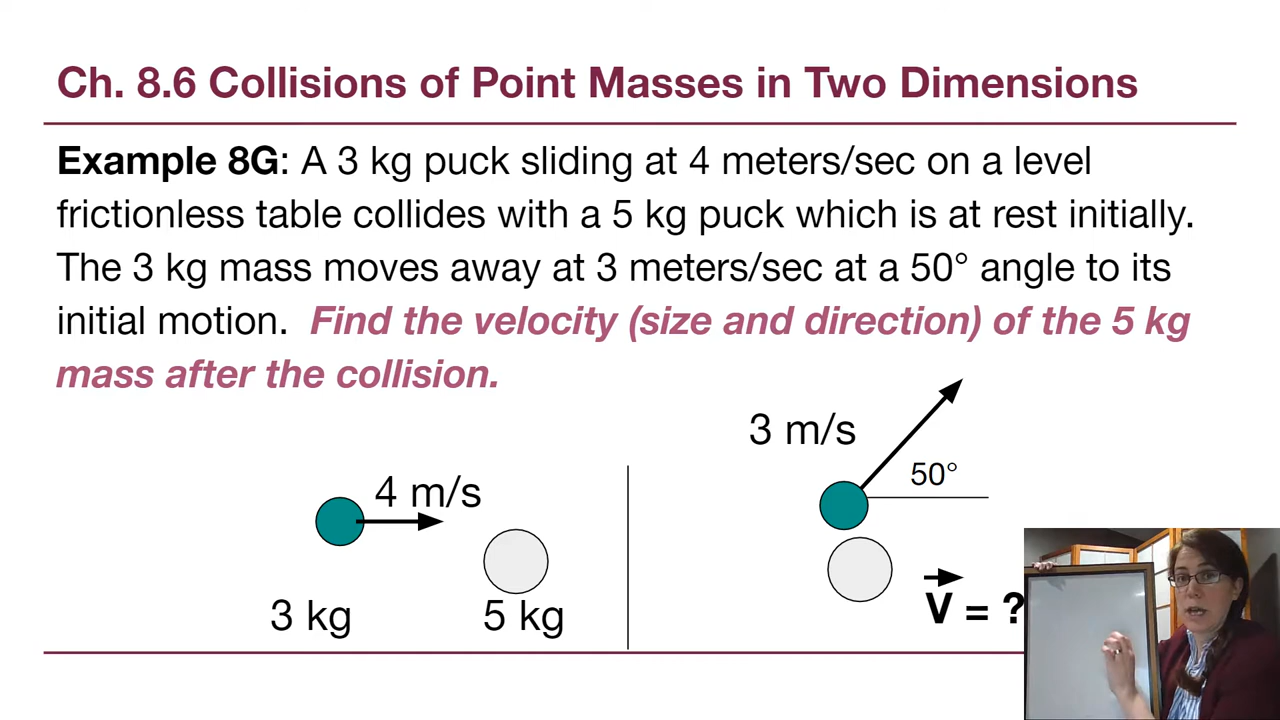 Ch. 8.6 Collisions of Point Masses in Two Dimensions
Example 8G: A 3 kg puck sliding at 4 meters/sec on a level
frictionless table collides with a 5 kg puck which is at rest initially.
The 3 kg mass moves away at 3 meters/sec at a 50° angle to its
initial motion. Find the velocity (size and direction) of the 5 kg
mass after the collision.
4 m/s
3 kg
5 kg
3 m/s
50°
V = ?